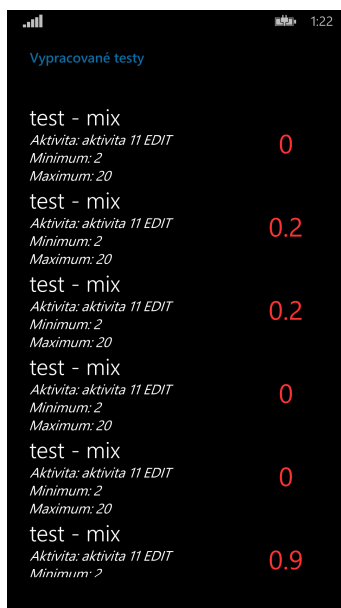 1:22
Vypracované testy
test - mix
Aktivita: aktivita 11 EDIT
Minimum: 2
Maximum: 20
0
test - mix
Aktivita: aktivita 11 EDIT
Minimum: 2
Maximum: 20
0.2
test - mix
Aktivita: aktivita 11 EDIT
Minimum: 2
Maximum: 20
0.2
test - mix
Aktivita: aktivita 11 EDIT
Minimum: 2
Maximum: 20
0
test - mix
Aktivita: aktivita 11 EDIT
Minimum: 2
Maximum: 20
0
test - mix
Aktivita: aktivita 11 EDIT
Minimum: 2
0.9